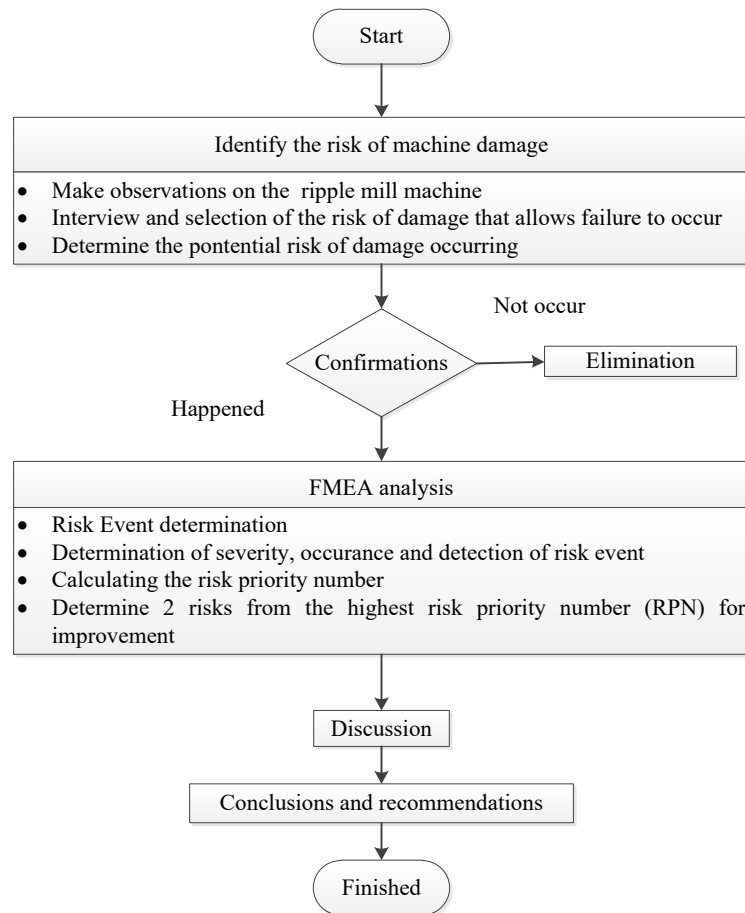 Start
Identify the risk of machine damage
• Make observations on the ripple mill machine
• Interview and selection of the risk of damage that allows failure to occur
• Determine the pontential risk of damage occurring
Not occur
Confirmations
Elimination
Happened
FMEA analysis
• Risk Event determination
• Determination of severity, occurance and detection of risk event
• Calculating the risk priority number
• Determine 2 risks from the highest risk priority number (RPN) for
improvement
Discussion
Conclusions and recommendations
Finished